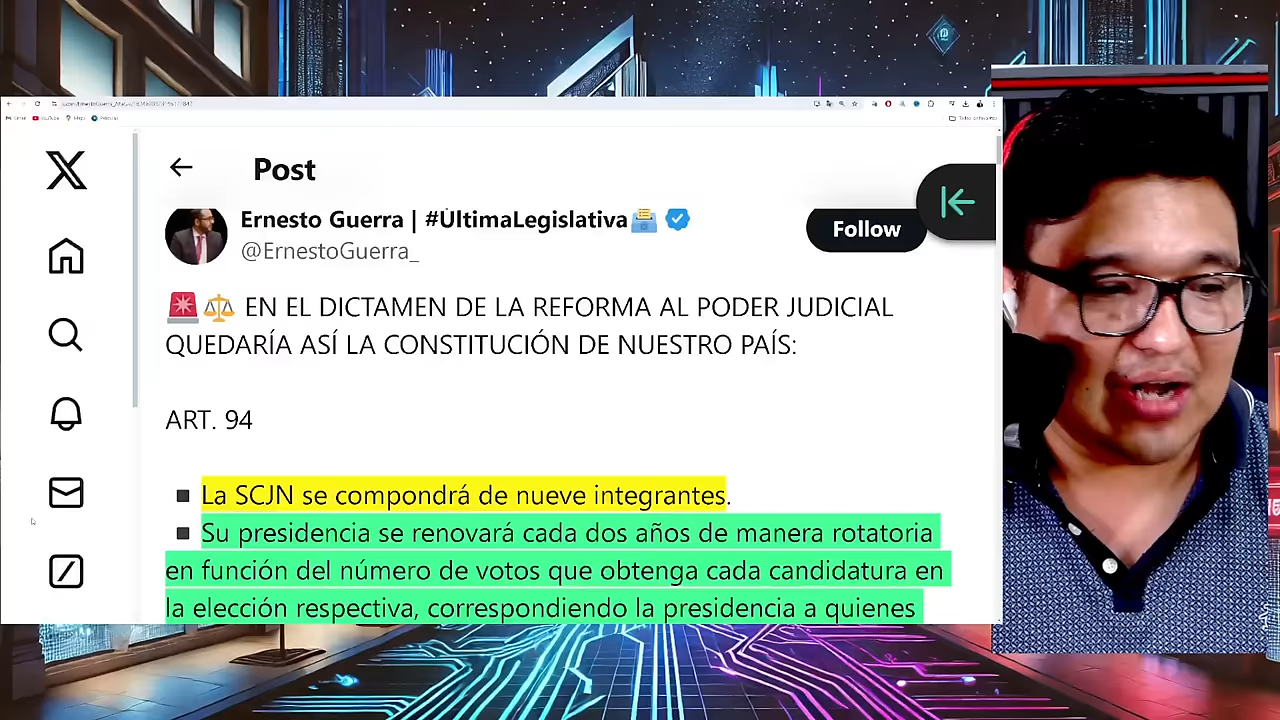 Post
Ernesto Guerra | #ÚltimaLegislativa
@ErnestoGuerra_
Follow
EN EL DICTAMEN DE LA REFORMA AL PODER JUDICIAL
QUEDARÍA ASÍ LA CONSTITUCIÓN DE NUESTRO PAÍS:
ART. 94
La SCJN se compondrá de nueve integrantes.
Su presidencia se renovará cada dos años de manera rotatoria
en función del número de votos que obtenga cada candidatura en
la elección respectiva, correspondiendo la presidencia a quienes